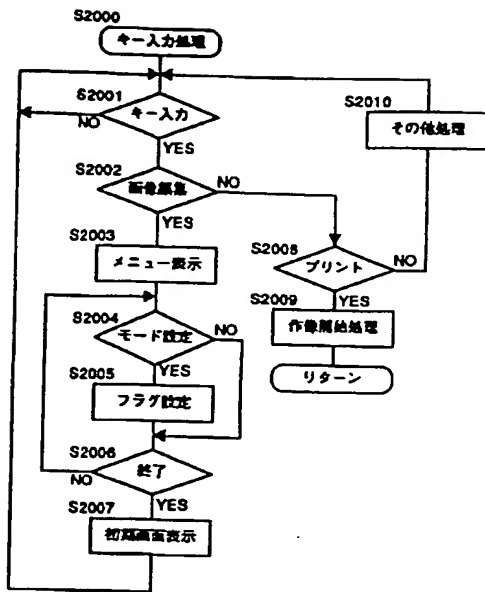 S2000
キー入力処理
S2001
キー入力
NO
YES
S2010
その他処理
S2002
画像編集
NO
YES
S2003
メニュー表示
S2008
プリント
NO
YES
S2004
モード設定
NO
YES
S2009
作像開始処理
リターン
S2005
フラグ設定
S2006
終了
NO
YES
S2007
初期画面表示